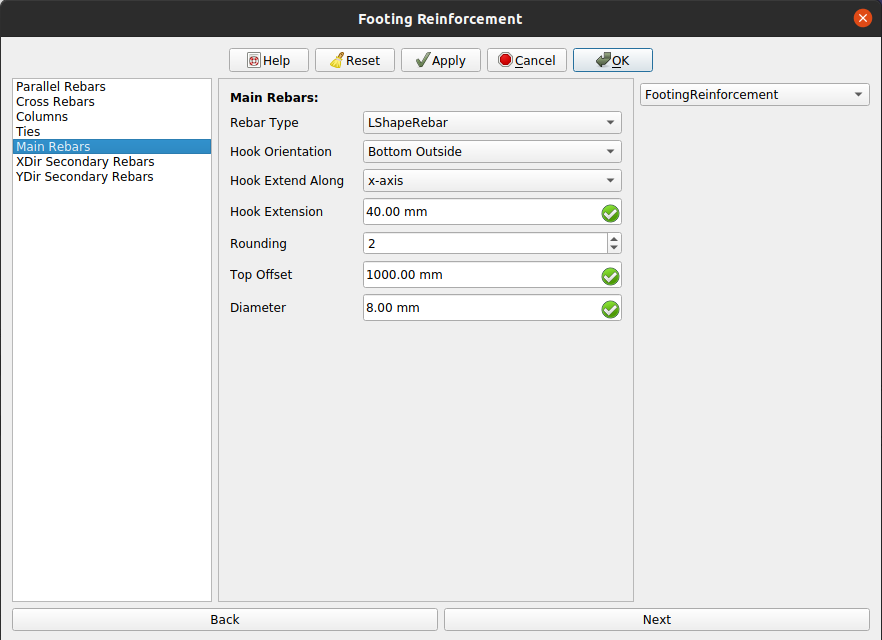 Footing Reinforcement
Help Reset Apply Cancel OK
Parallel Rebars
Cross Rebars
Columns
Ties
Main Rebars
XDir Secondary Rebars
YDir Secondary Rebars
Main Rebars:
Rebar Type LShapeRebar
Hook Orientation Bottom Outside
Hook Extend Along x-axis
Hook Extension 40.00 mm
Rounding 2
Top Offset 1000.00 mm
Diameter 8.00 mm
FootingReinforcement
Back Next